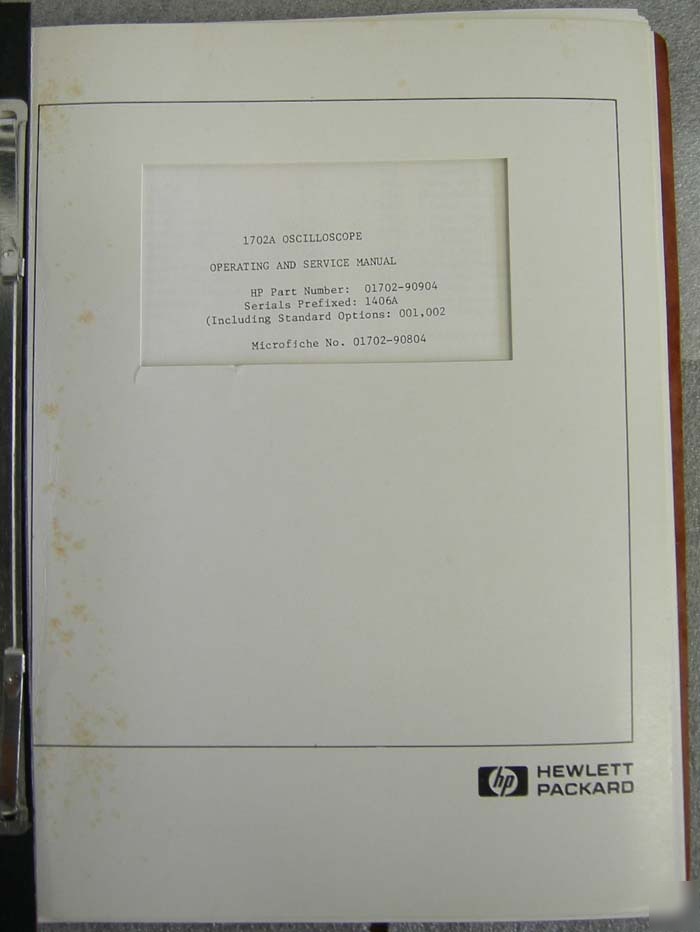 1702A OSCILLOSCOPE
OPERATING AND SERVICE MANUAL
HP Part Number: 01702-90904
Serials Prefixed: 1406A
(Including Standard Options: 001,002
Microfiche No. 01702-90804
hp HEWLETT
PACKARD